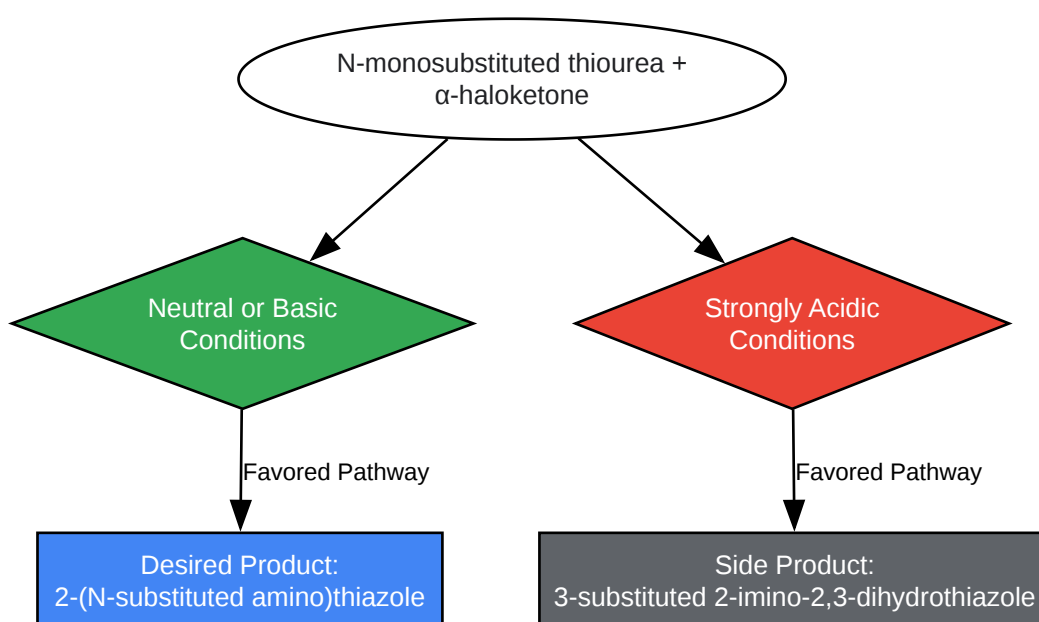 N-monosubstituted thiourea +
α-haloketone
Neutral or Basic
Conditions
Strongly Acidic
Conditions
Favored Pathway
Favored Pathway
Desired Product:
2-(N-substituted amino)thiazole
Side Product:
3-substituted 2-imino-2,3-dihydrothiazole